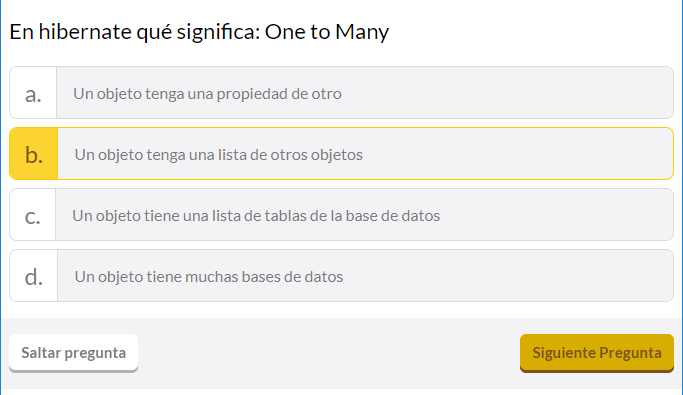 En hibernate qué significa: One to Many
a. Un objeto tenga una propiedad de otro
b. Un objeto tenga una lista de otros objetos
c. Un objeto tiene una lista de tablas de la base de datos
d. Un objeto tiene muchas bases de datos
Saltar pregunta
Siguiente Pregunta